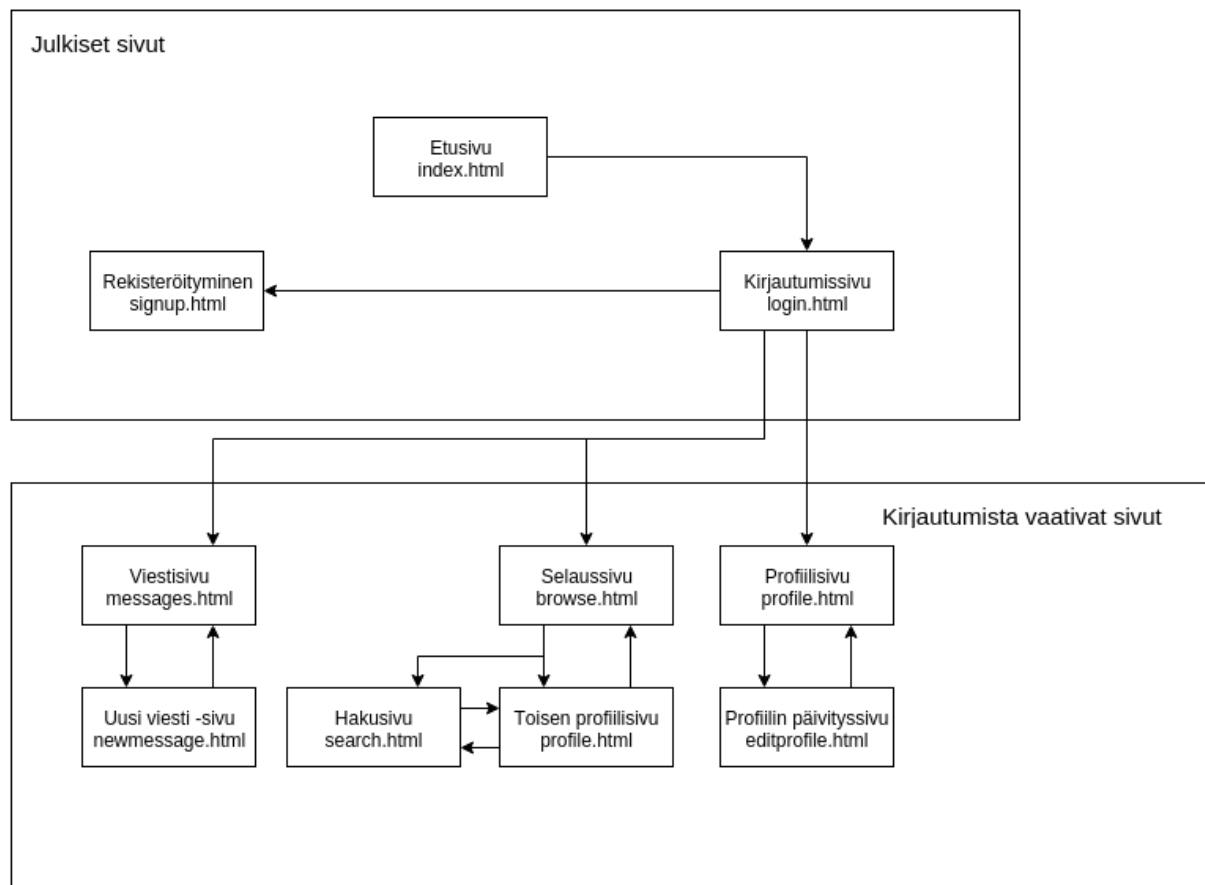 Julkiset sivut
Etusivu
index.html
Rekisteröityminen
signup.html
Kirjautumissivu
login.html
Kirjautumista vaativat sivut
Viestisivu
messages.html
Selaussivu
browse.html
Profiilisivu
profile.html
Uusi viesti -sivu
newmessage.html
Hakusivu
search.html
Toisen profiilisivu
profile.html
Profiilin päivityssivu
editprofile.html